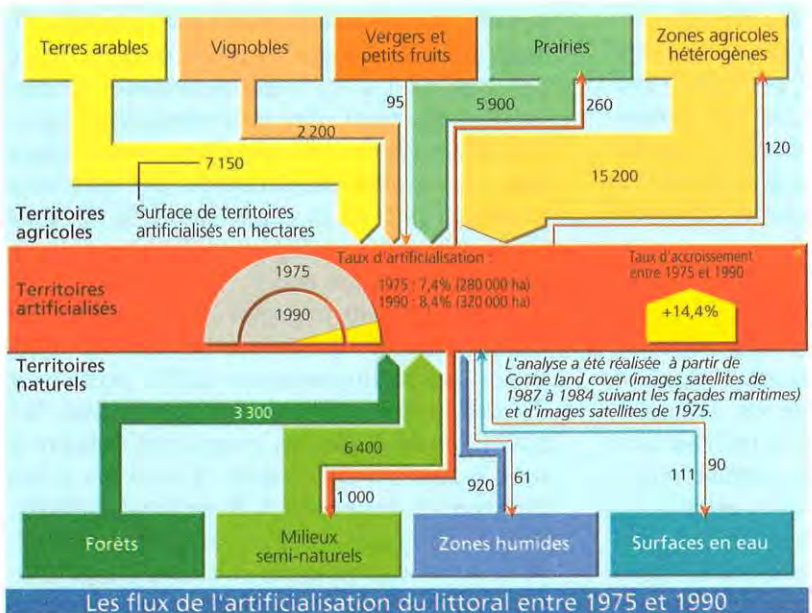 Terres arables
Vignobles
Vergers et
petits fruits
Prairies
Zones agricoles
hétérogènes
95
5 900
260
2 200
120
7 150
15 200
Territoires
agricoles
Surface de territoires
artificialisés en hectares
Territoires
artificialisés
1975
1990
Taux d'artificialisation :
1975 : 7,4% (280 000 ha)
1990 : 8,4% (320 000 ha)
Taux d'accroissement
entre 1975 et 1990
+14,4%
Territoires
naturels
L'analyse a été réalisée à partir de
Corine land cover (images satellites de
1987 à 1984 suivant les façades maritimes)
et d'images satellites de 1975.
3 300
6 400
1 000
920
61
111
90
Forêts
Milieux
semi-naturels
Zones humides
Surfaces en eau
Les flux de l'artificialisation du littoral entre 1975 et 1990